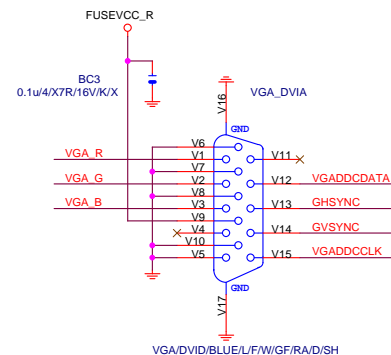 FUSEVCC_R
BC3
0.1u/4/X7R/16V/K/X
VGA_DVIA
V16
GND
V6
VGA_R V1 V11
V7
VGA_G V2 V12 VGADDCDATA
V8
VGA_B V3 V13 GHSYNC
V9
V4 V14 GVSYNC
V10
V5 V15 VGADDCCLK
GND
V17
VGA/DVID/BLUE/L/F/W/GF/RA/D/SH